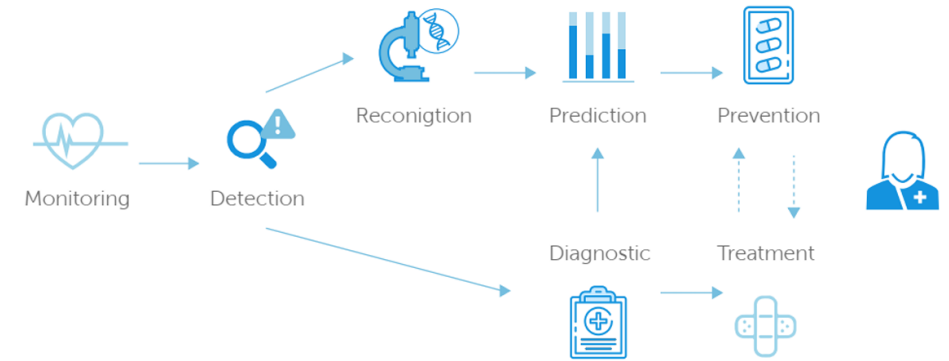 Reconigtion
Prediction
Prevention
Monitoring
Detection
Diagnostic
Treatment